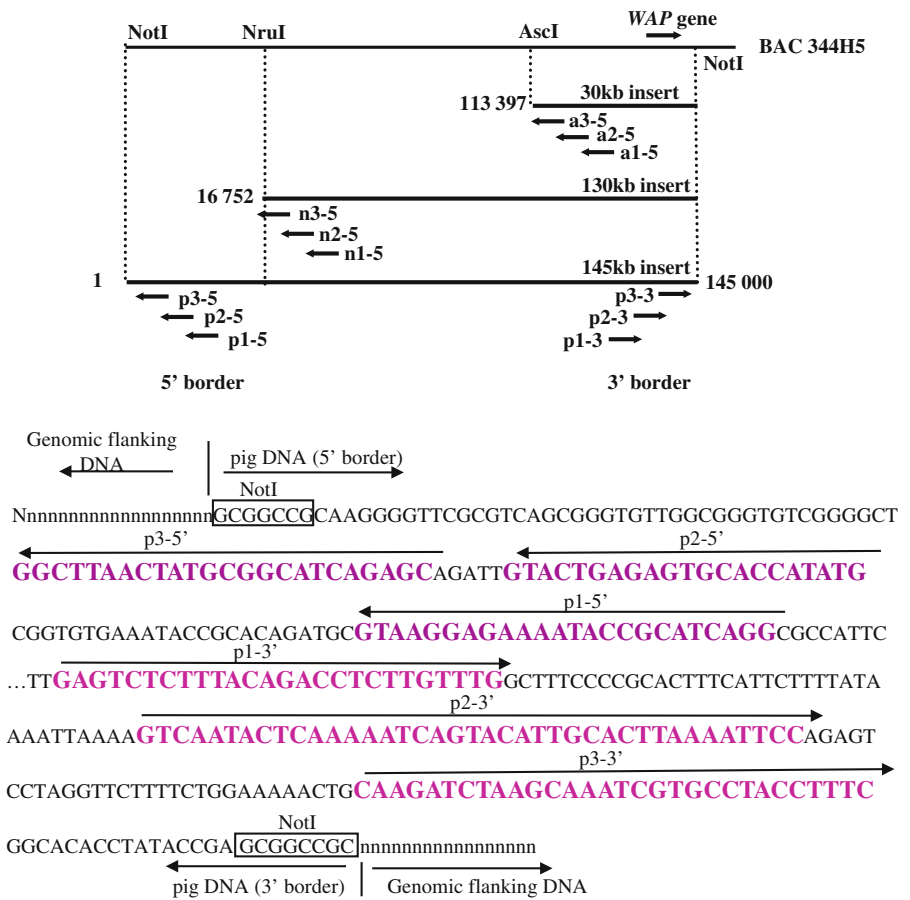 WAP gene
NotI NruI AscI
BAC 344H5
NotI
113 397 30kb insert
a3-5
a2-5
a1-5
16 752 130kb insert
n3-5
n2-5
n1-5
1 145kb insert 145 000
p3-5 p3-3
p2-5 p2-3
p1-5 p1-3
5’ border 3’ border
Genomic flanking
DNA
pig DNA (5’ border)
NotI
NnnnnnnnnnnnnnnnnnnGCGGCCGCAAGGGGTTCGCGTCAGCGGGTGTTGGCGGGTGTCGGGGCT
p3-5’ p2-5’
GGCTTAACTATGCGGCATCAGAGCAGATTGTACTGAGAGTGCACCATATG
p1-5’
CGGTGTGAAATACCGCACAGATGCGTAAGGAGAAAATACCGCATCAGGCGCCATTC
p1-3’
…TTGAGTCTCTTTACAGACCTCTTGTTTGGCTTTCCCCGCACTTTCATTCTTTTATA
p2-3’
AAATTAAAAGTCAATACTCAAAAATCAGTACATTGCACTTAAAATTCCAGAGT
p3-3’
CCTAGGTTCTTTTCTGGAAAAACTGCAAGATCTAAGCAAATCGTGCCTACCTTTC
NotI
GGCACACCTATACCGAGCGGCCGCnnnnnnnnnnnnnnnnnn
pig DNA (3’ border) Genomic flanking DNA